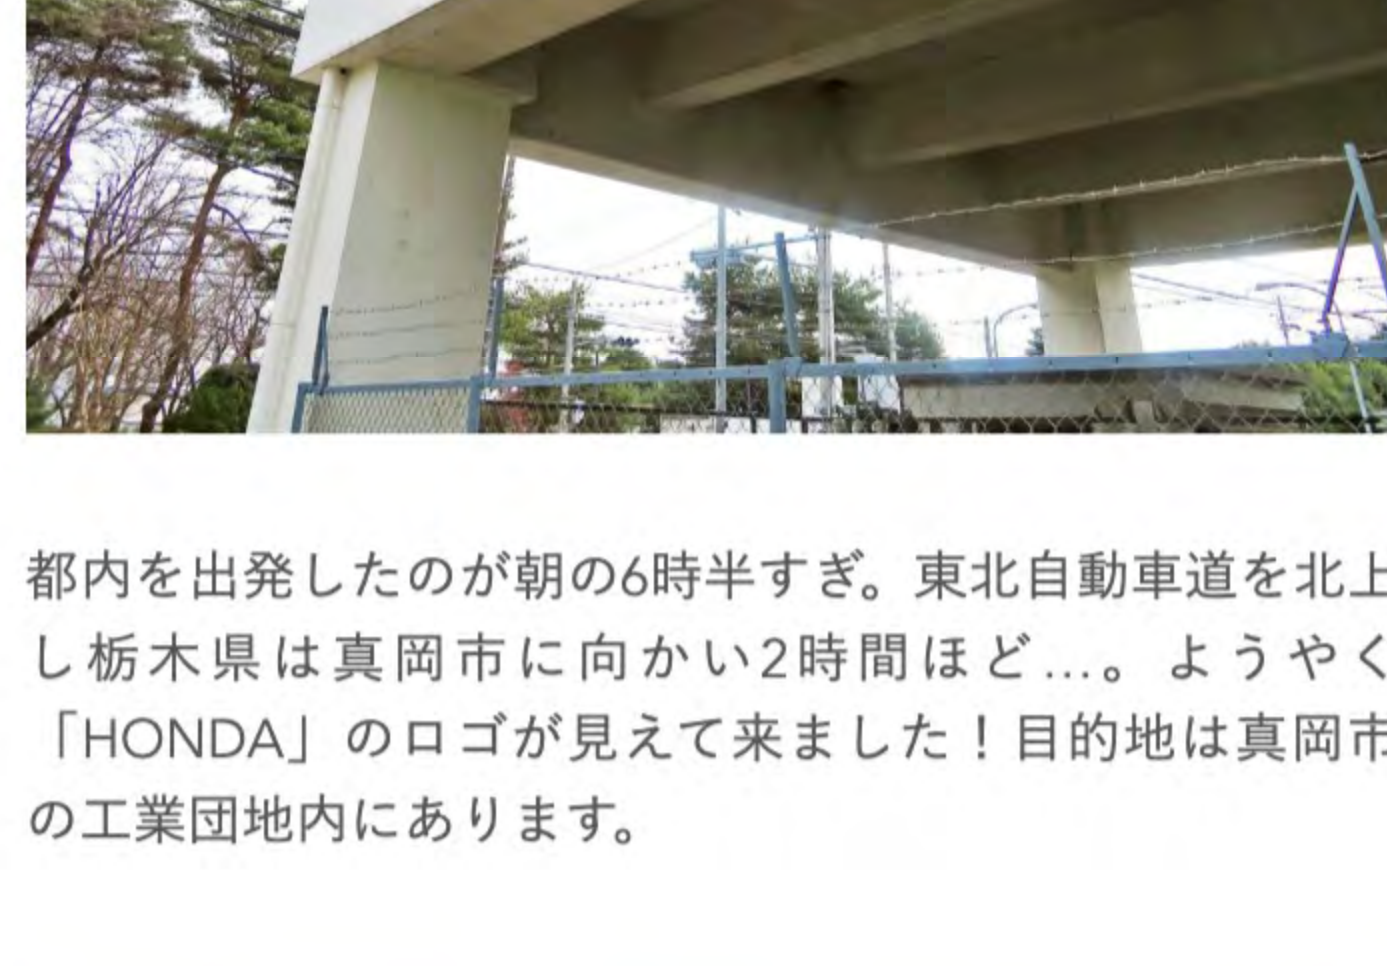 都内を出発したのが朝の6時半すぎ。東北自動車道を北上
し栃木県は真岡市に向かい2時間ほど…。ようやく
「HONDA」のロゴが見えて来ました！目的地は真岡市
の工業団地内にあります。